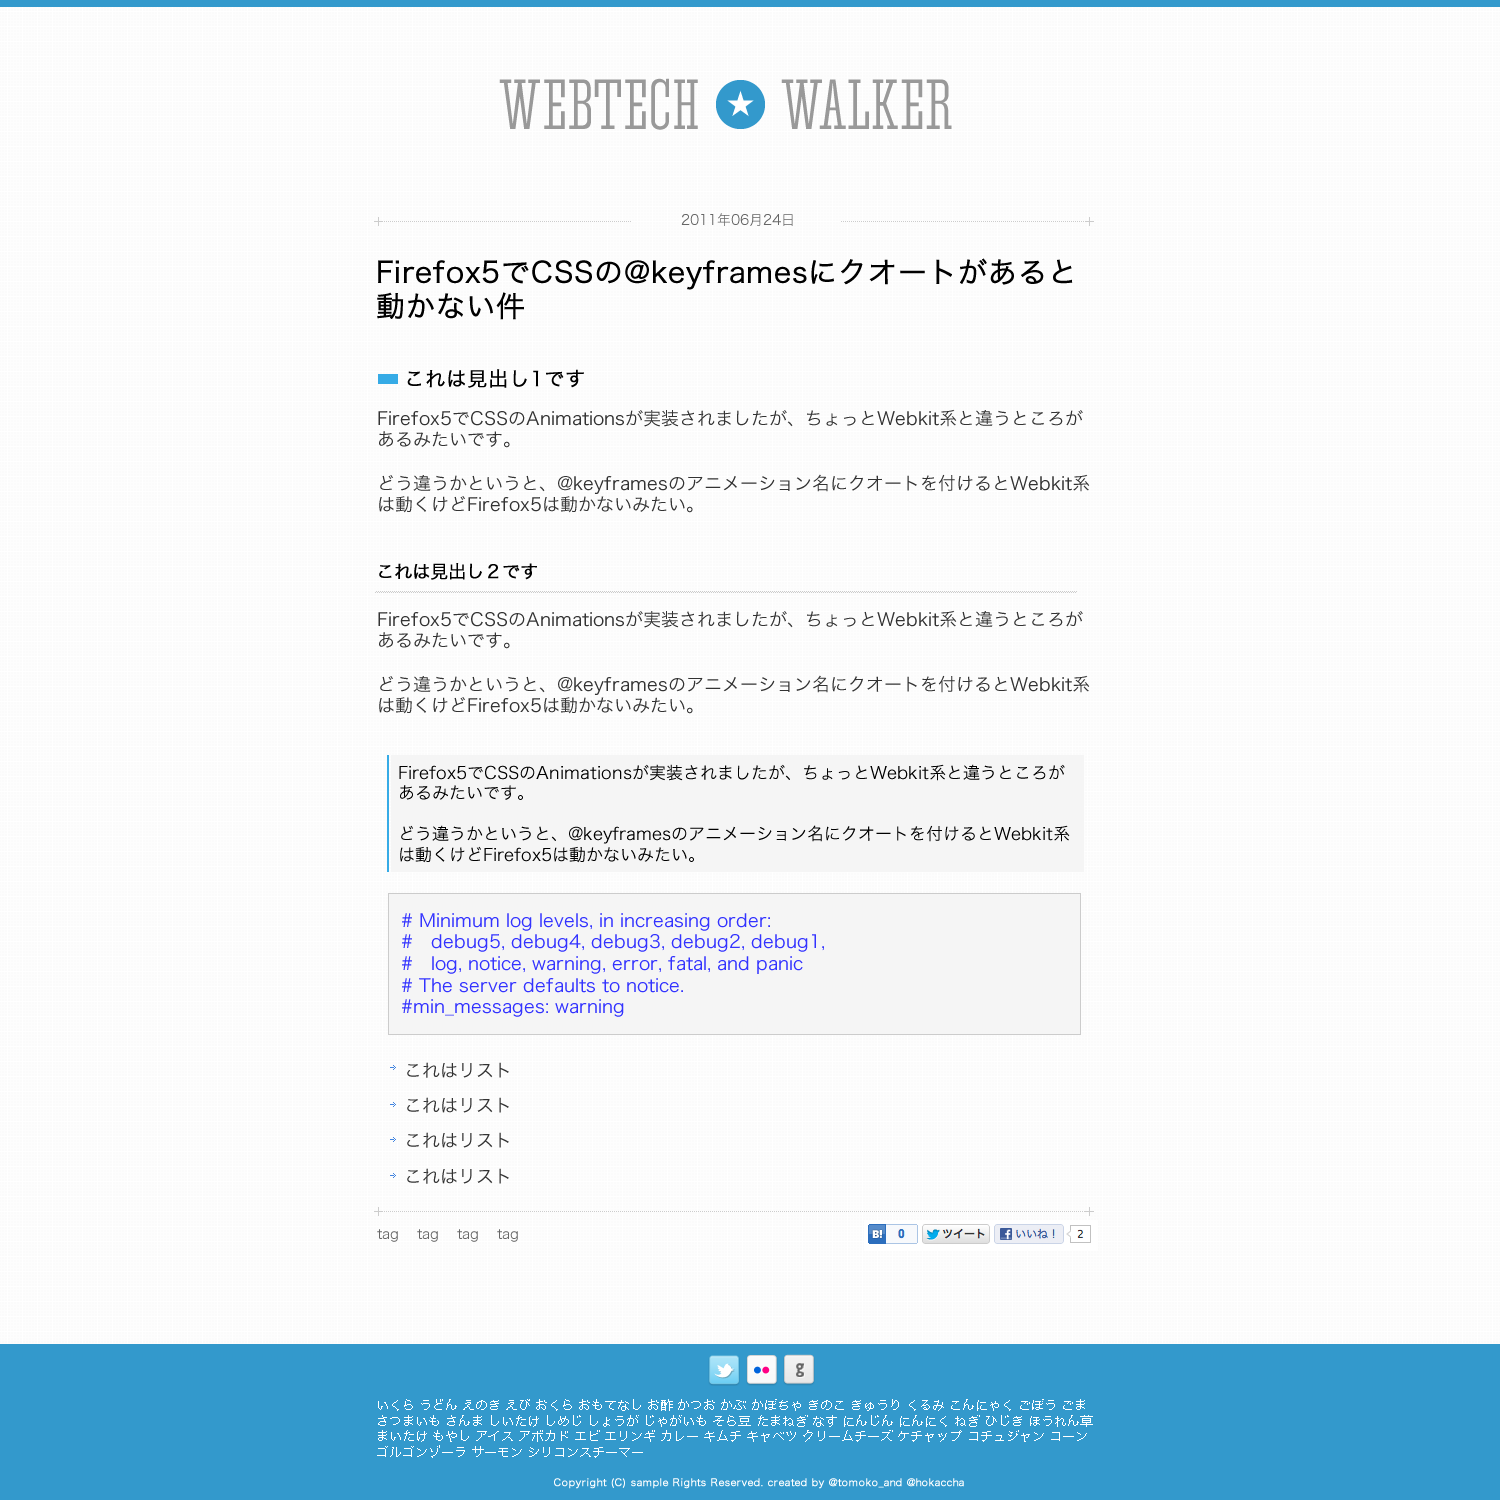 WEBTECH WALKER
2011年06月24日
Firefox5でCSSの@keyframesにクオートがあると
動かない件
これは見出し1です
Firefox5でCSSのAnimationsが実装されましたが、ちょっとWebkit系と違うところが
あるみたいです。
どう違うかというと、@keyframesのアニメーション名にクオートを付けるとWebkit系
は動くけどFirefox5は動かないみたい。
これは見出し２です
Firefox5でCSSのAnimationsが実装されましたが、ちょっとWebkit系と違うところが
あるみたいです。
どう違うかというと、@keyframesのアニメーション名にクオートを付けるとWebkit系
は動くけどFirefox5は動かないみたい。
Firefox5でCSSのAnimationsが実装されましたが、ちょっとWebkit系と違うところが
あるみたいです。
どう違うかというと、@keyframesのアニメーション名にクオートを付けるとWebkit系
は動くけどFirefox5は動かないみたい。
# Minimum log levels, in increasing order:
#   debug5, debug4, debug3, debug2, debug1,
#   log, notice, warning, error, fatal, and panic
# The server defaults to notice.
#min_messages: warning
これはリスト
これはリスト
これはリスト
これはリスト
tag tag tag tag B! 0 ツイート f いいね！ 2
g
いくら うどん えのき えび おくら おもてなし お酢 かつお かぶ かぼちゃ きのこ きゅうり くるみ こんにゃく ごぼう ごま
さつまいも さんま しいたけ しめじ しょうが じゃがいも そら豆 たまねぎ なす にんじん にんにく ねぎ ひじき ほうれん草
まいたけ もやし アイス アボカド エビ エリンギ カレー キムチ キャベツ クリームチーズ ケチャップ コチュジャン コーン
ゴルゴンゾーラ サーモン シリコンスチーマー
Copyright (C) sample Rights Reserved. created by @tomoko_and @hokaccha